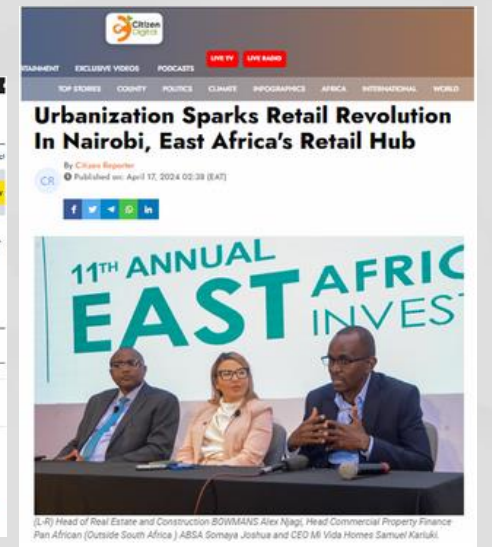 Citizen
Digital
LIVE TV LIVE RADIO
TAINMENT EXCLUSIVE VIDEOS PODCASTS
TOP STORIES COUNTY POLITICS CLIMATE INFOGRAPHICS AFRICA INTERNATIONAL WORLD
Urbanization Sparks Retail Revolution
In Nairobi, East Africa's Retail Hub
By Citizen Reporter
CR
Published on: April 17, 2024 02:38 (EAT)
11TH ANNUAL
EAST AFRIC
INVES
(L-R) Head of Real Estate and Construction BOWMANS Alex Njagi, Head Commercial Property Finance
Pan African (Outside South Africa ) ABSA Somaya Joshua and CEO Mi Vida Homes Samuel Kariuki.